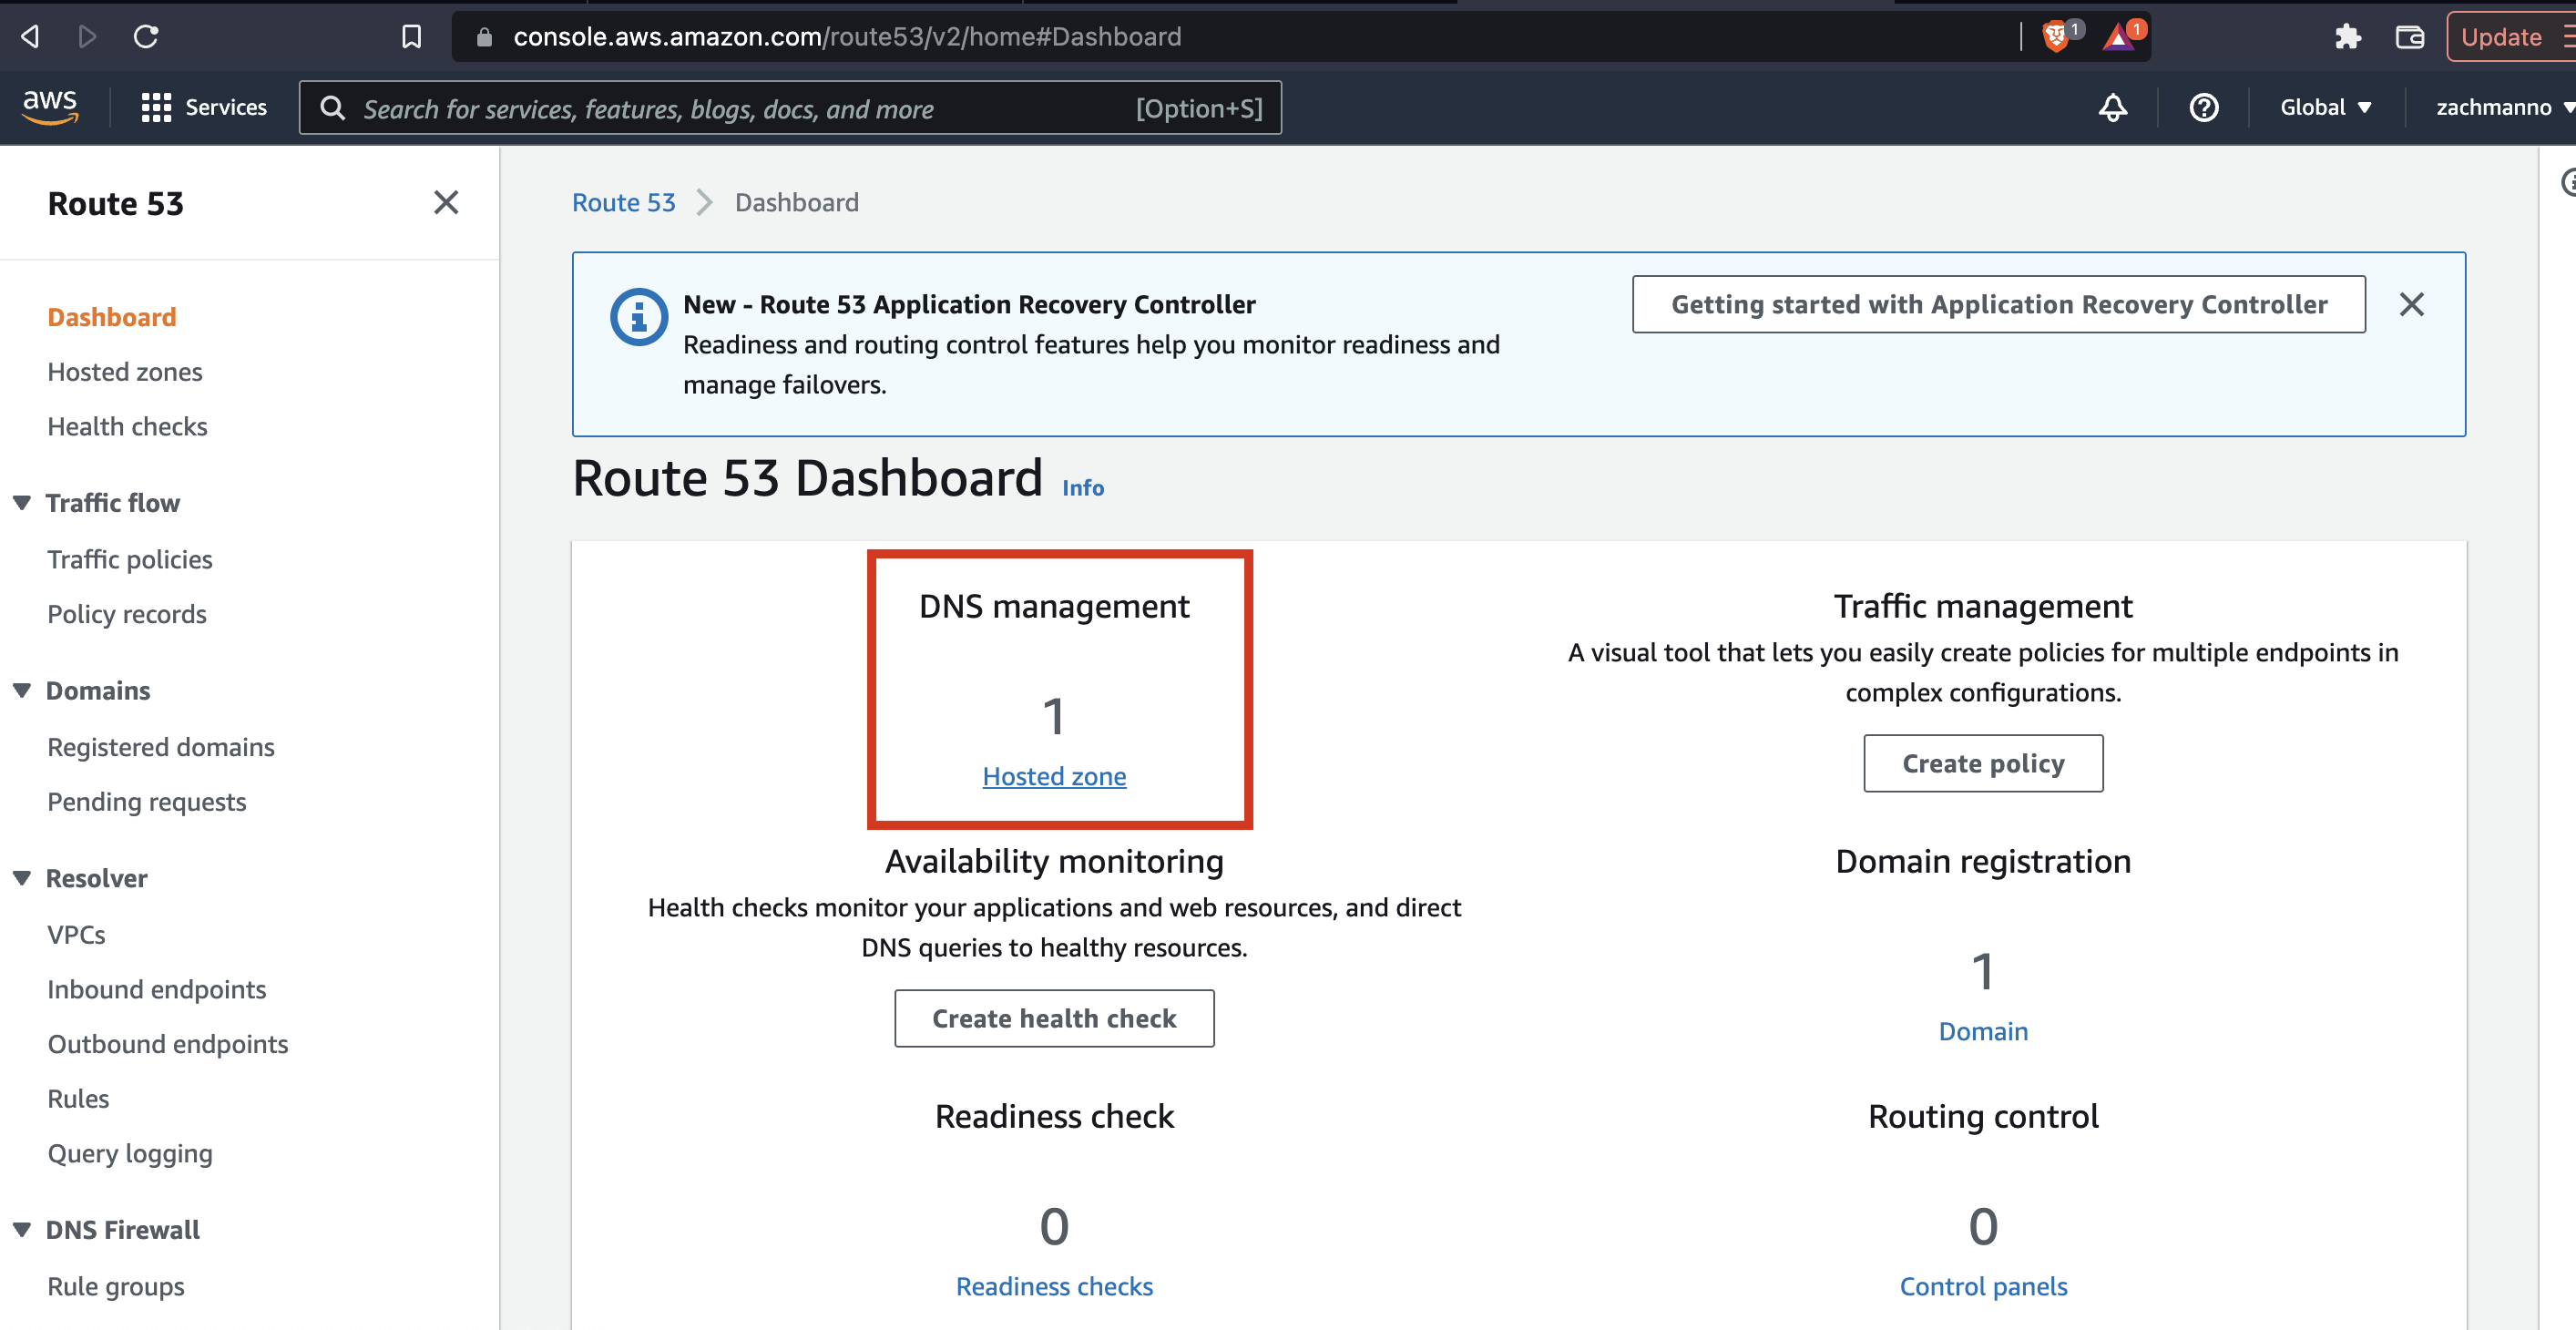 console.aws.amazon.com/route53/v2/home#Dashboard
1
1
Update
aws
Services
Search for services, features, blogs, docs, and more
[Option+S]
Global
zachmanno
Route 53
Dashboard
Hosted zones
Health checks
Traffic flow
Traffic policies
Policy records
Domains
Registered domains
Pending requests
Resolver
VPCs
Inbound endpoints
Outbound endpoints
Rules
Query logging
DNS Firewall
Rule groups
Route 53
Dashboard
New - Route 53 Application Recovery Controller
Readiness and routing control features help you monitor readiness and
manage failovers.
Getting started with Application Recovery Controller
Route 53 Dashboard Info
DNS management
1
Hosted zone
Traffic management
A visual tool that lets you easily create policies for multiple endpoints in
complex configurations.
Create policy
Availability monitoring
Health checks monitor your applications and web resources, and direct
DNS queries to healthy resources.
Create health check
Domain registration
1
Domain
Readiness check
0
Readiness checks
Routing control
0
Control panels